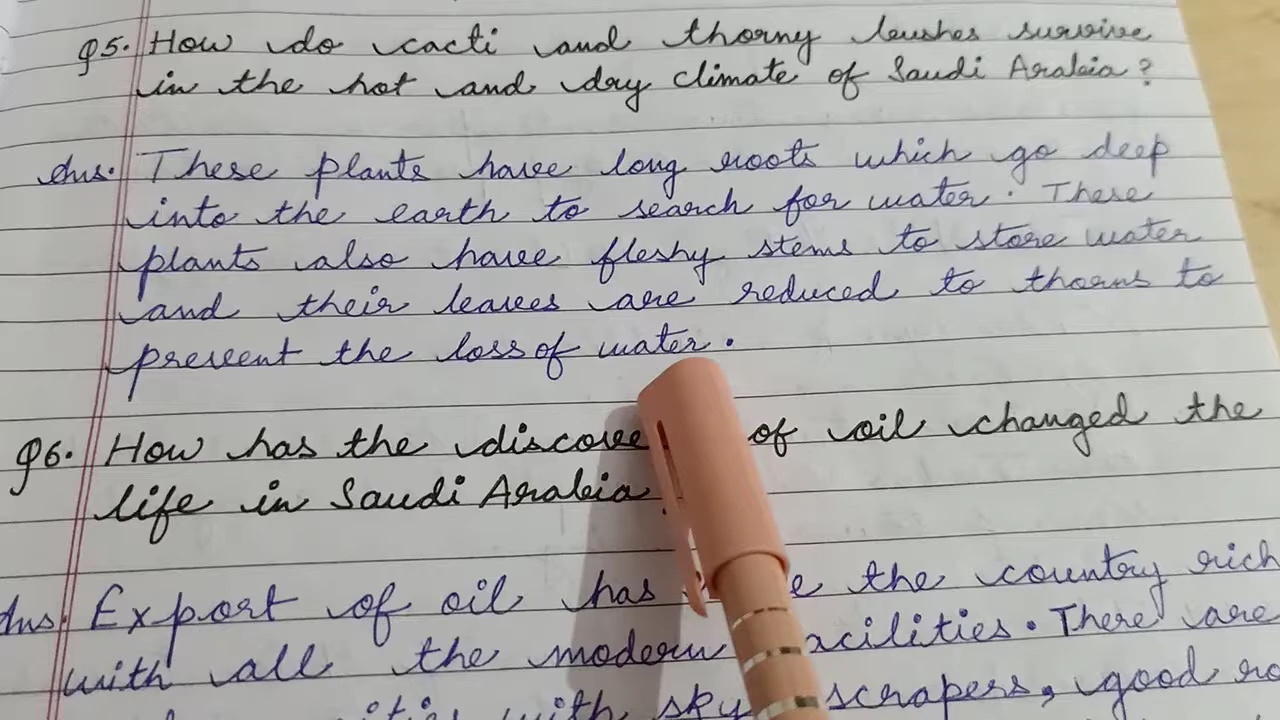 Q5. How do cacti and thorny bushes survive
in the hot and dry climate of Saudi Arabia?
Ans. These plants have long roots which go deep
into the earth to search for water. These
plants also have fleshy stems to store water
and their leaves are reduced to thorns to
prevent the loss of water.
Q6. How has the of oil changed the
life in Saudi Arabia
Ans. Export of oil has the country rich
with all the modern There are
with sky scrapers, good